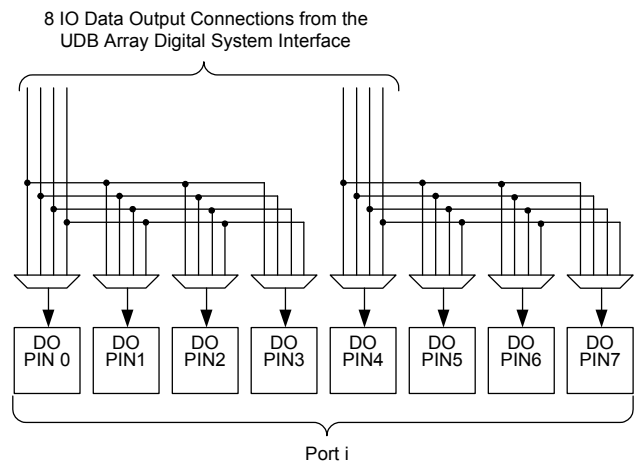 8 IO Data Output Connections from the
UDB Array Digital System Interface
DO
PIN 0
DO
PIN1
DO
PIN2
DO
PIN3
DO
PIN4
DO
PIN5
DO
PIN6
DO
PIN7
Port i